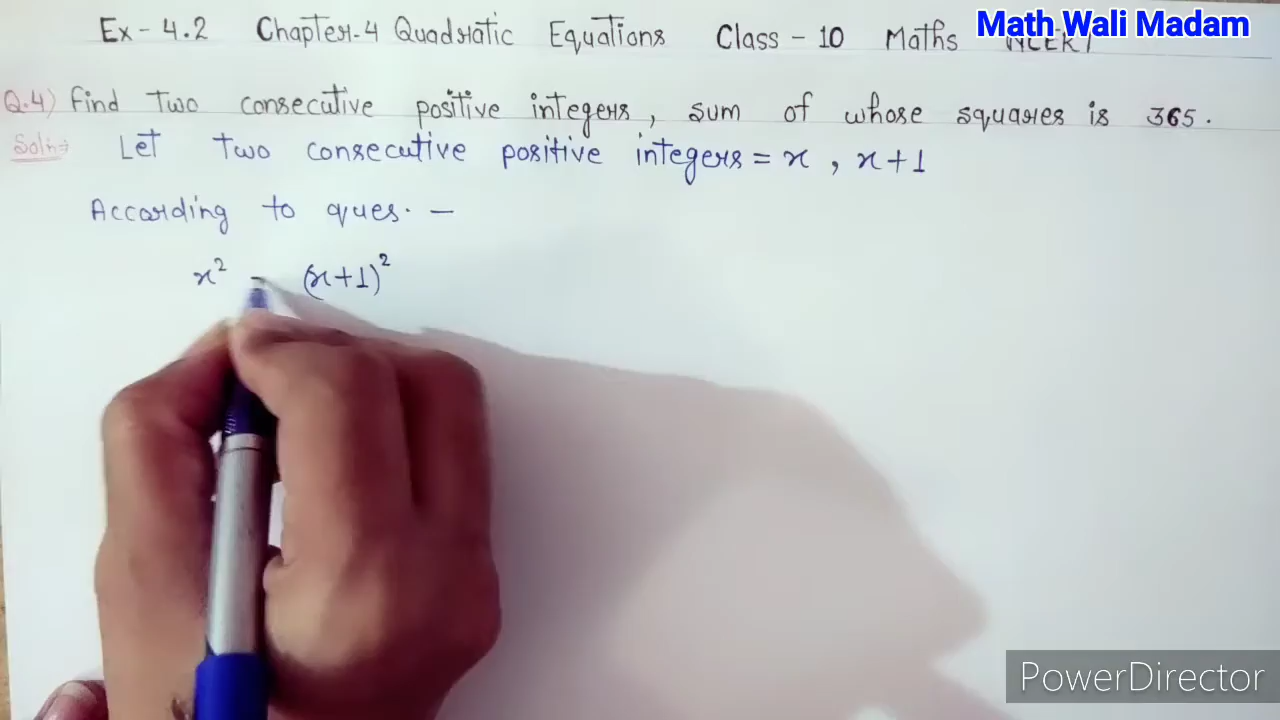 Math Wali Madam
Ex - 4.2 Chapter-4 Quadratic Equations Class - 10 Maths NCERT
Q.4) Find Two consecutive positive integers, sum of whose squares is 365.
Soln:⇒ Let two consecutive positive integers = x , x + 1
According to ques. —
x² - (x+1)²
PowerDirector